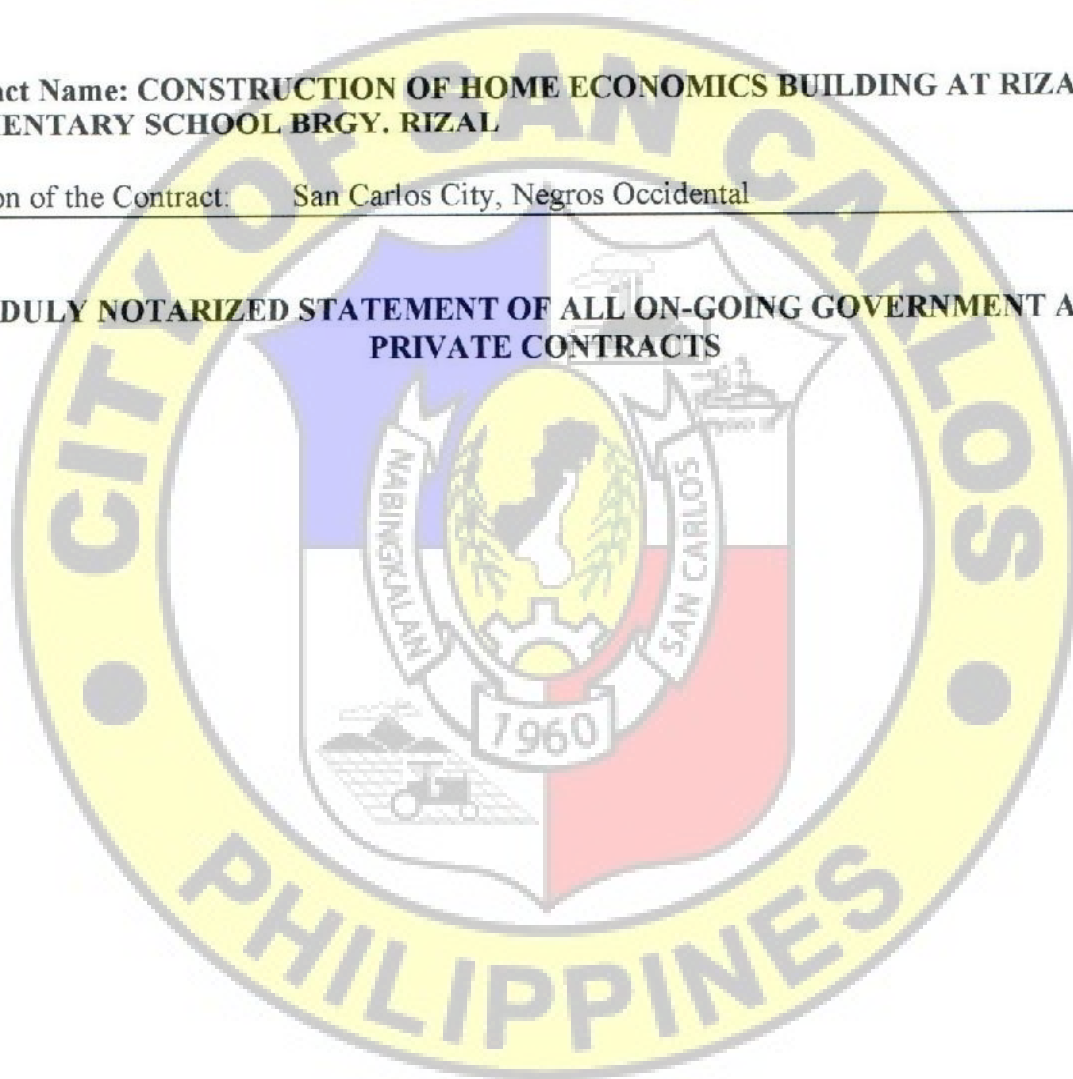 act Name: CONSTRUCTION OF HOME ECONOMICS BUILDING AT RIZA
ENTARY SCHOOL BRGY. RIZAL
on of the Contract: San Carlos City, Negros Occidental
DULY NOTARIZED STATEMENT OF ALL ON-GOING GOVERNMENT A
PRIVATE CONTRACTS
CITY OF SAN CARLOS
NABINGKALAN
SAN CARLOS
1960
PHILIPPINES